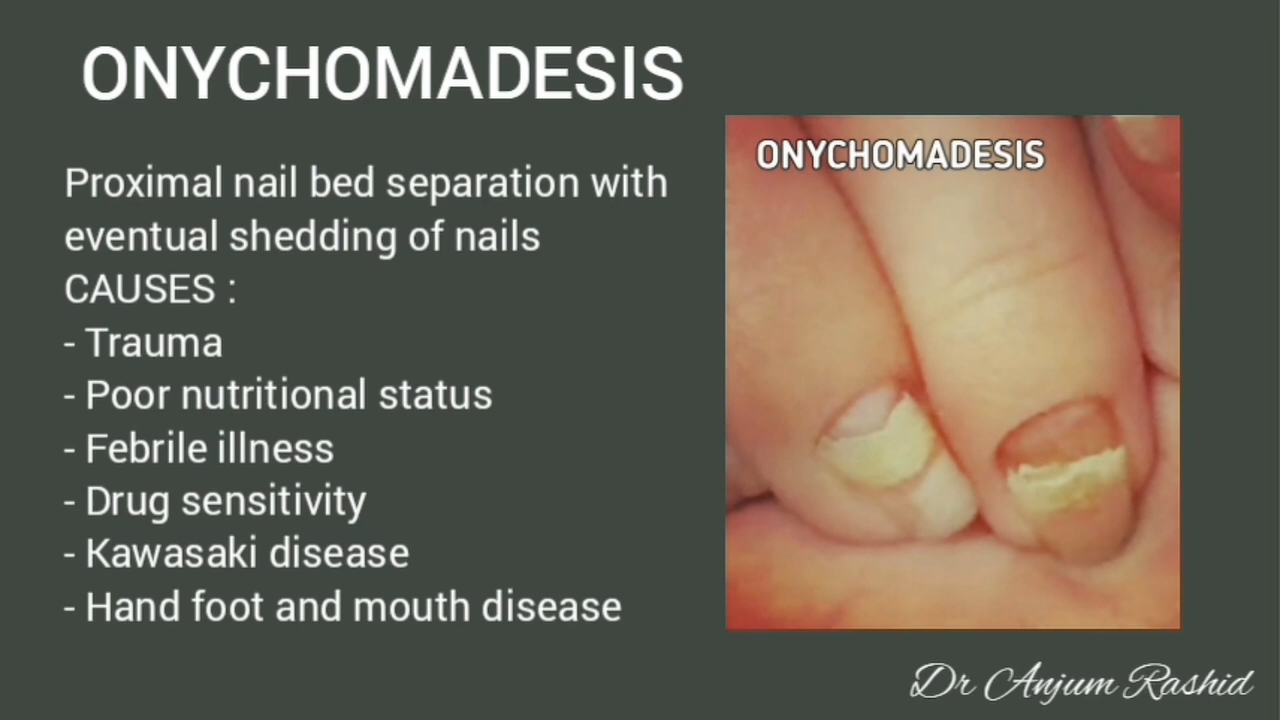 ONYCHOMADESIS
Proximal nail bed separation with
eventual shedding of nails
CAUSES :
- Trauma
- Poor nutritional status
- Febrile illness
- Drug sensitivity
- Kawasaki disease
- Hand foot and mouth disease
ONYCHOMADESIS
Dr Anjum Rashid